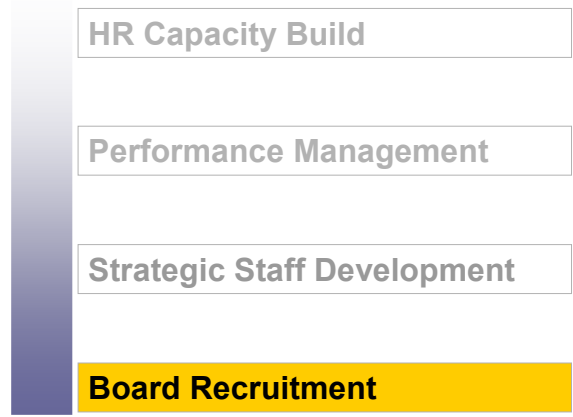 HR Capacity Build
Performance Management
Strategic Staff Development
Board Recruitment